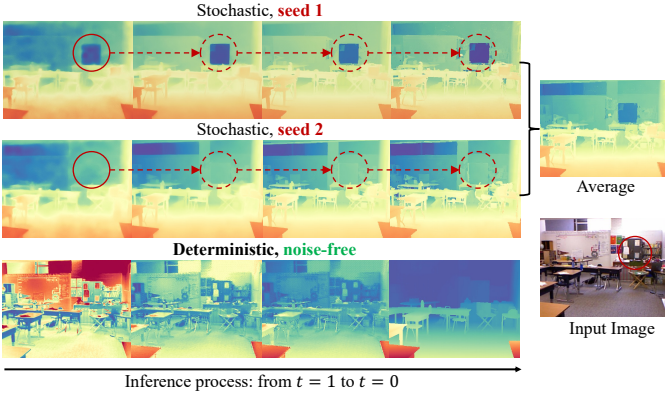 Stochastic, seed 1
Stochastic, seed 2
Average
Deterministic, noise-free
Input Image
Inference process: from t = 1 to t = 0